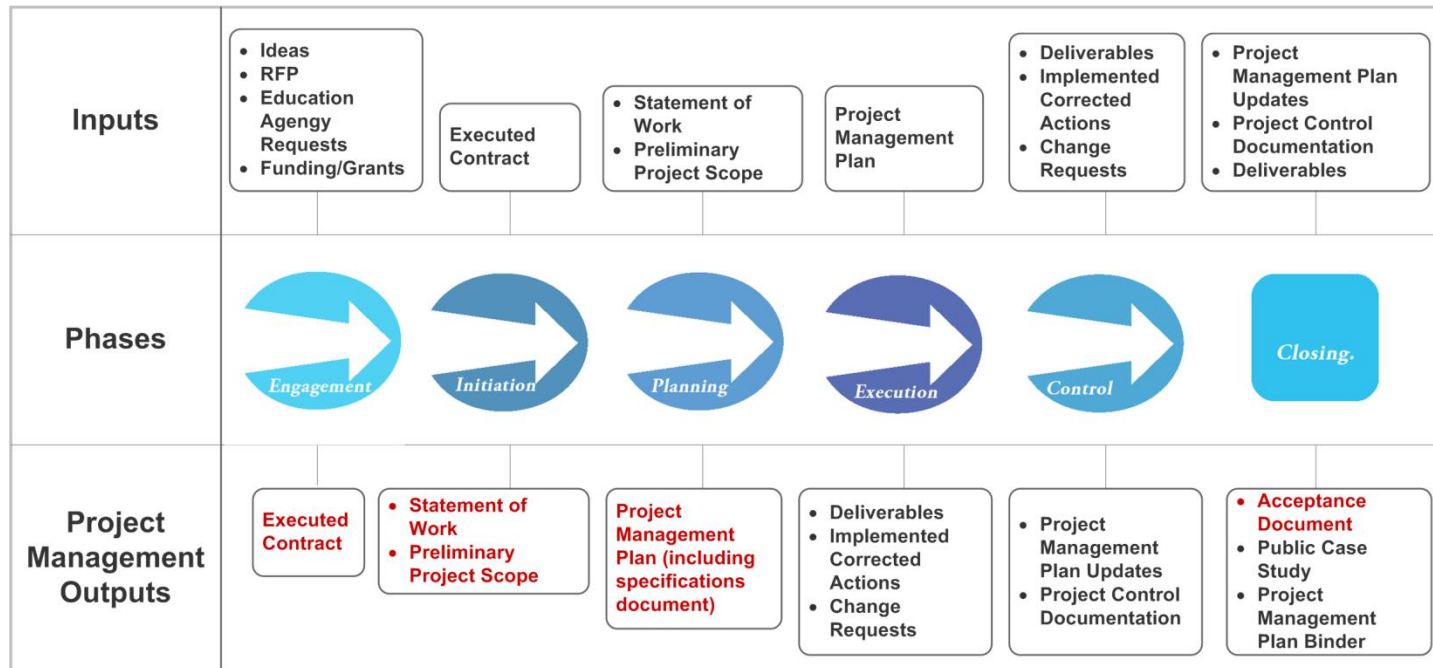 Inputs
• Ideas
• RFP
• Education
Agengy
Requests
• Funding/Grants
Executed
Contract
• Statement of
Work
• Preliminary
Project Scope
Project
Management
Plan
• Deliverables
• Implemented
Corrected
Actions
• Change
Requests
• Project
Management Plan
Updates
• Project Control
Documentation
• Deliverables
Phases
Engagement
Initiation
Planning
Execution
Control
Closing.
Project
Management
Outputs
Executed
Contract
• Statement of
Work
• Preliminary
Project Scope
Project
Management
Plan (including
specifications
document)
• Deliverables
• Implemented
Corrected
Actions
• Change
Requests
• Project
Management
Plan Updates
• Project Control
Documentation
• Acceptance
Document
• Public Case
Study
• Project
Management
Plan Binder